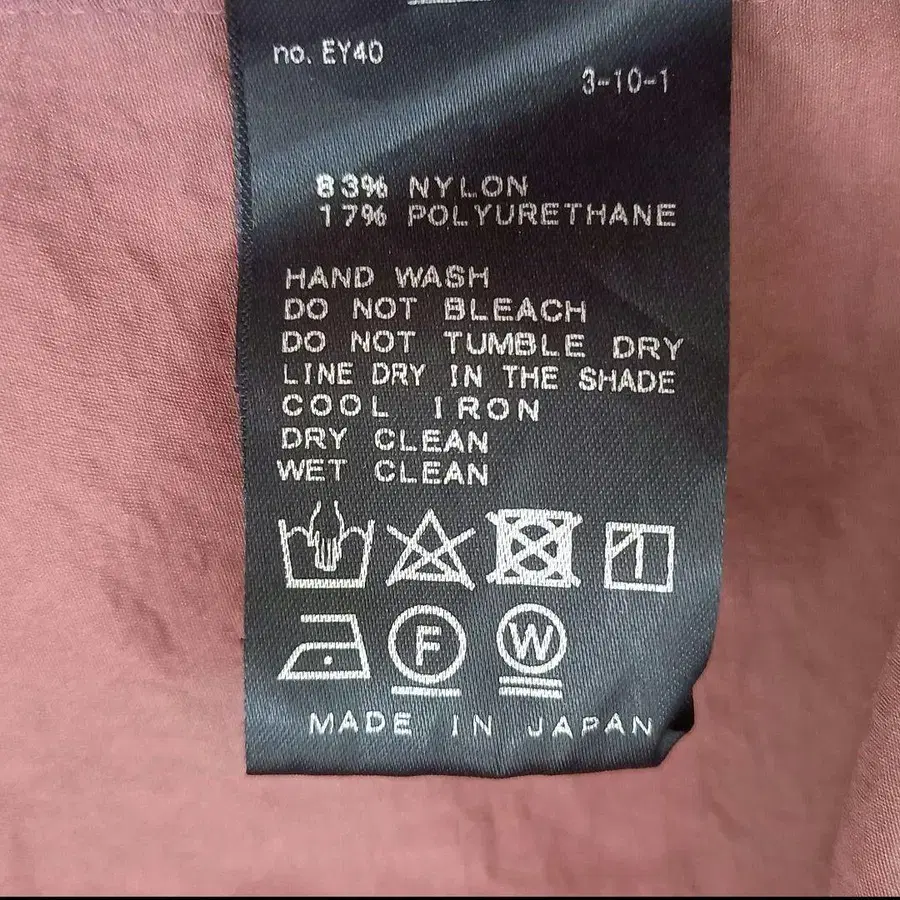 no. EY40
3-10-1
83% NYLON
17% POLYURETHANE
HAND WASH
DO NOT BLEACH
DO NOT TUMBLE DRY
LINE DRY IN THE SHADE
COOL IRON
DRY CLEAN
WET CLEAN
F W
MADE IN JAPAN